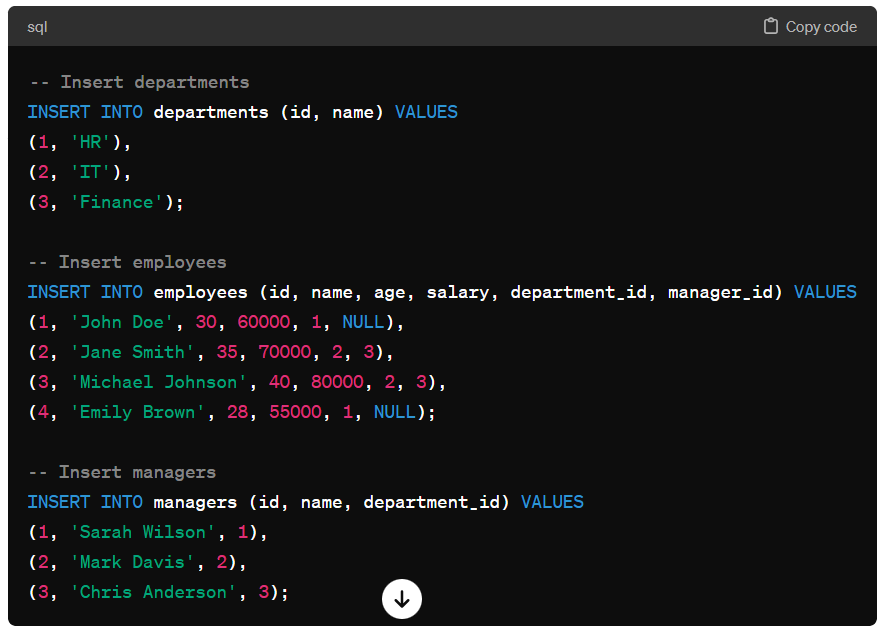 sql
Copy code
-- Insert departments
INSERT INTO departments (id, name) VALUES
(1, 'HR'),
(2, 'IT'),
(3, 'Finance');
-- Insert employees
INSERT INTO employees (id, name, age, salary, department_id, manager_id) VALUES
(1, 'John Doe', 30, 60000, 1, NULL),
(2, 'Jane Smith', 35, 70000, 2, 3),
(3, 'Michael Johnson', 40, 80000, 2, 3),
(4, 'Emily Brown', 28, 55000, 1, NULL);
-- Insert managers
INSERT INTO managers (id, name, department_id) VALUES
(1, 'Sarah Wilson', 1),
(2, 'Mark Davis', 2),
(3, 'Chris Anderson', 3);